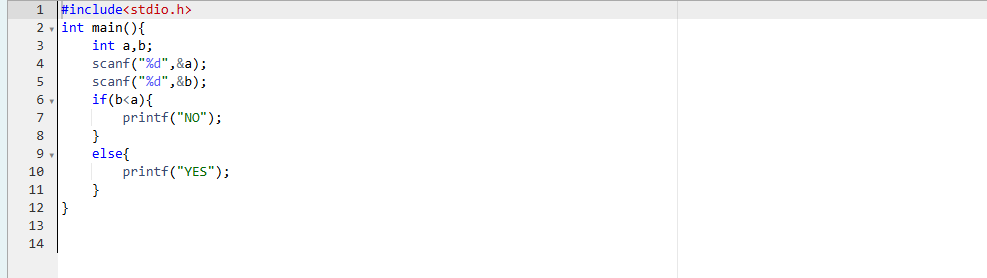 1 #include<stdio.h>
2 int main(){
3     int a,b;
4     scanf("%d",&a);
5     scanf("%d",&b);
6     if(b<a){
7         printf("NO");
8     }
9     else{
10         printf("YES");
11     }
12 }
13
14